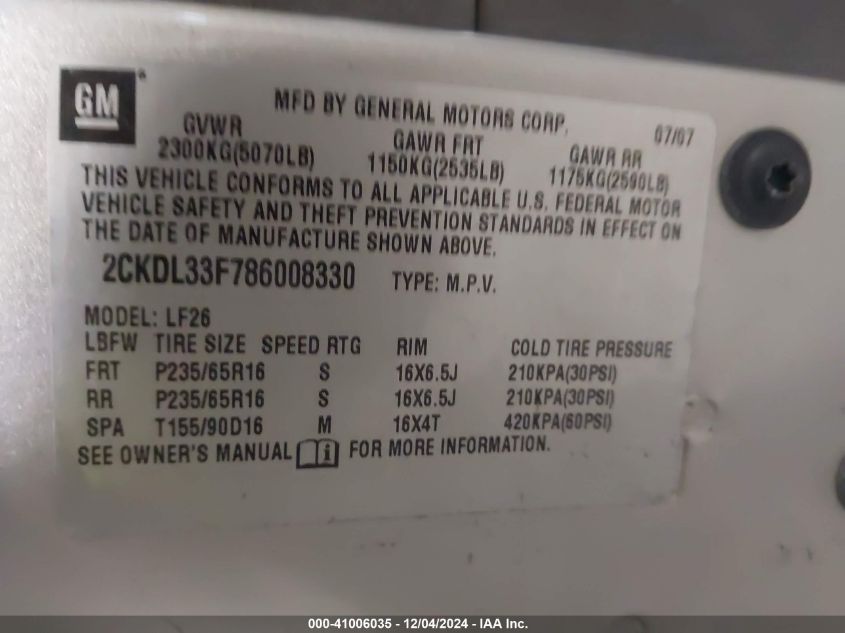 GM
MFD BY GENERAL MOTORS CORP. 07/07
GVWR GAWR FRT GAWR RR
2300KG(5070LB) 1150KG(2535LB) 1175KG(2590LB)
THIS VEHICLE CONFORMS TO ALL APPLICABLE U.S. FEDERAL MOTOR
VEHICLE SAFETY AND THEFT PREVENTION STANDARDS IN EFFECT ON
THE DATE OF MANUFACTURE SHOWN ABOVE.
2CKDL33F786008330 TYPE: M.P.V.
MODEL: LF26
LBFW TIRE SIZE SPEED RTG RIM COLD TIRE PRESSURE
FRT P235/65R16 S 16X6.5J 210KPA(30PSI)
RR P235/65R16 S 16X6.5J 210KPA(30PSI)
SPA T155/90D16 M 16X4T 420KPA(60PSI)
SEE OWNER'S MANUAL i FOR MORE INFORMATION.
000-41006035 - 12/04/2024 - IAA, Inc.